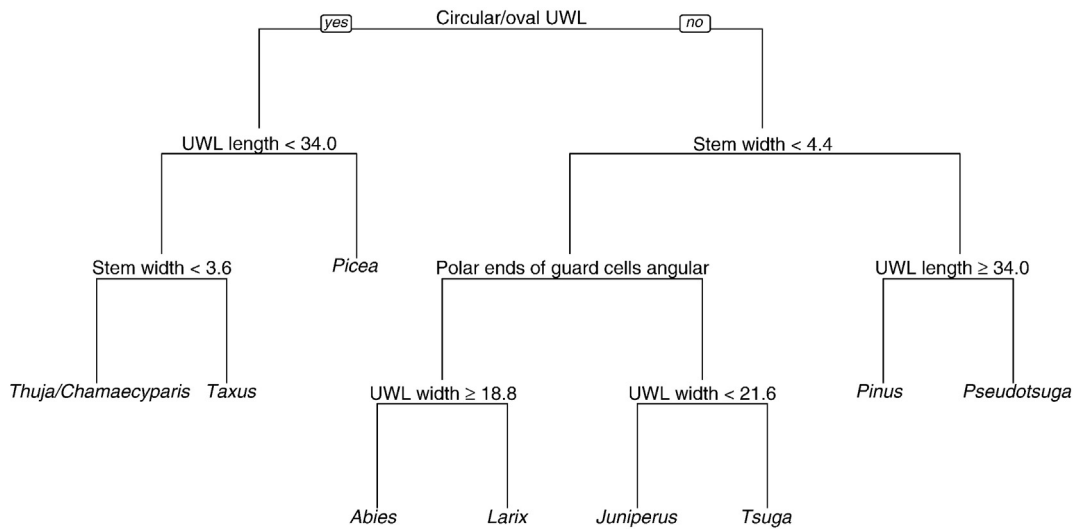 Circular/oval UWL
yes
no
UWL length < 34.0
Stem width < 4.4
Stem width < 3.6
Picea
Polar ends of guard cells angular
UWL length ≥ 34.0
Thuja/Chamaecyparis
Taxus
UWL width ≥ 18.8
UWL width < 21.6
Pinus
Pseudotsuga
Abies
Larix
Juniperus
Tsuga